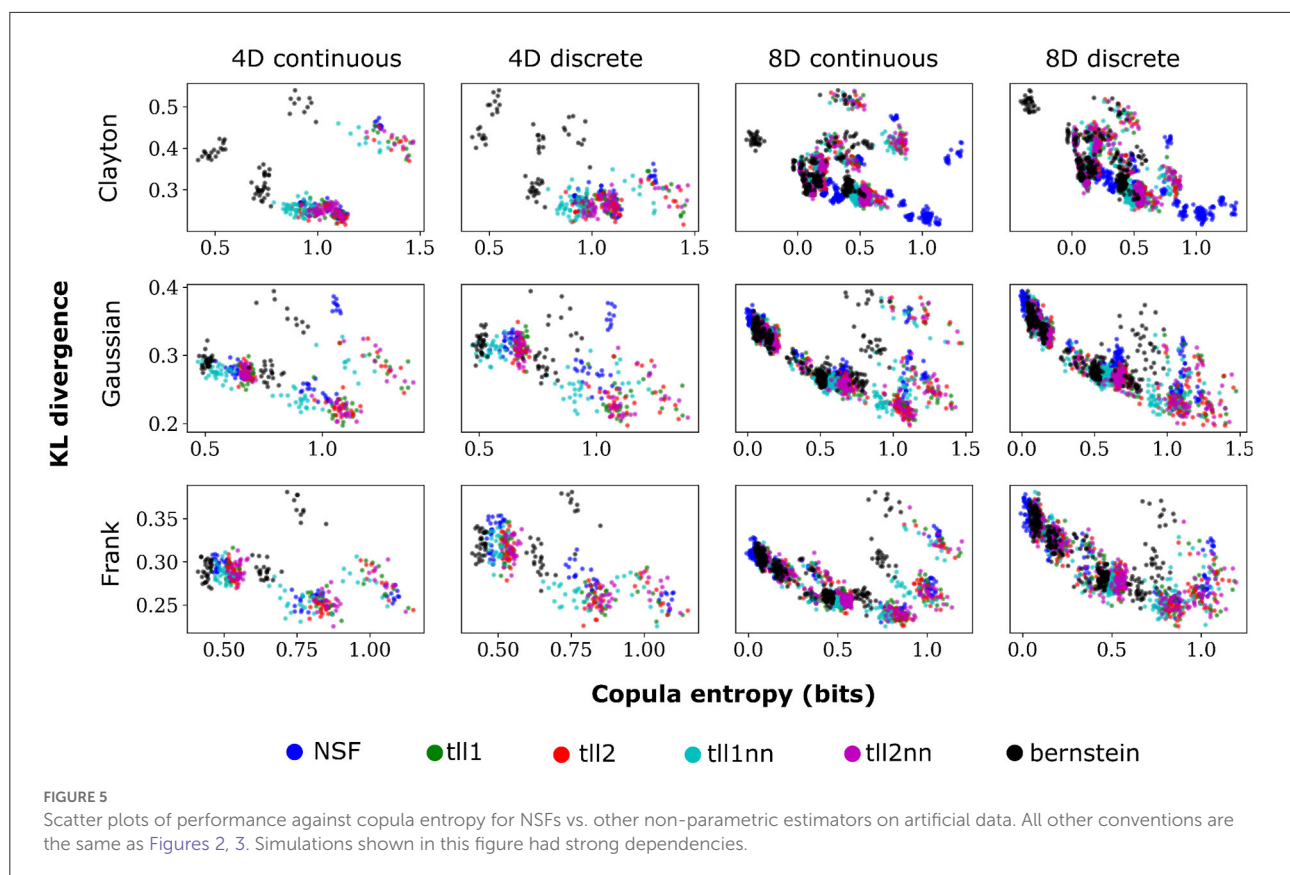 4D continuous 4D discrete 8D continuous 8D discrete
Clayton
0.5
0.4
0.3
0.5 1.0 1.5
0.5 1.0 1.5
0.0 0.5 1.0
0.0 0.5 1.0
KL divergence
Gaussian
0.4
0.3
0.2
0.5 1.0
0.5 1.0
0.0 0.5 1.0 1.5
0.0 0.5 1.0 1.5
Frank
0.35
0.30
0.25
0.50 0.75 1.00
0.50 0.75 1.00
0.0 0.5 1.0
0.0 0.5 1.0
Copula entropy (bits)
NSF tll1 tll2 tll1nn tll2nn bernstein
FIGURE 5
Scatter plots of performance against copula entropy for NSFs vs. other non-parametric estimators on artificial data. All other conventions are
the same as Figures 2, 3. Simulations shown in this figure had strong dependencies.